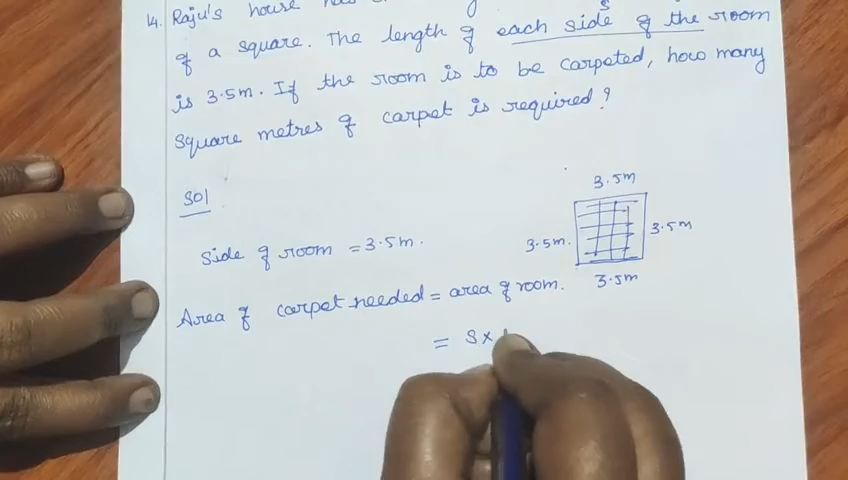 14. Raju's house
of a square. The length of each side's of the room
is 3.5m. If the room is to be carpeted, how many
square metres of carpet is required?
Sol
3.5m
Side of room = 3.5m.
3.5m.
3.5m
3.5m
Area of carpet needed = area of room.
= S×